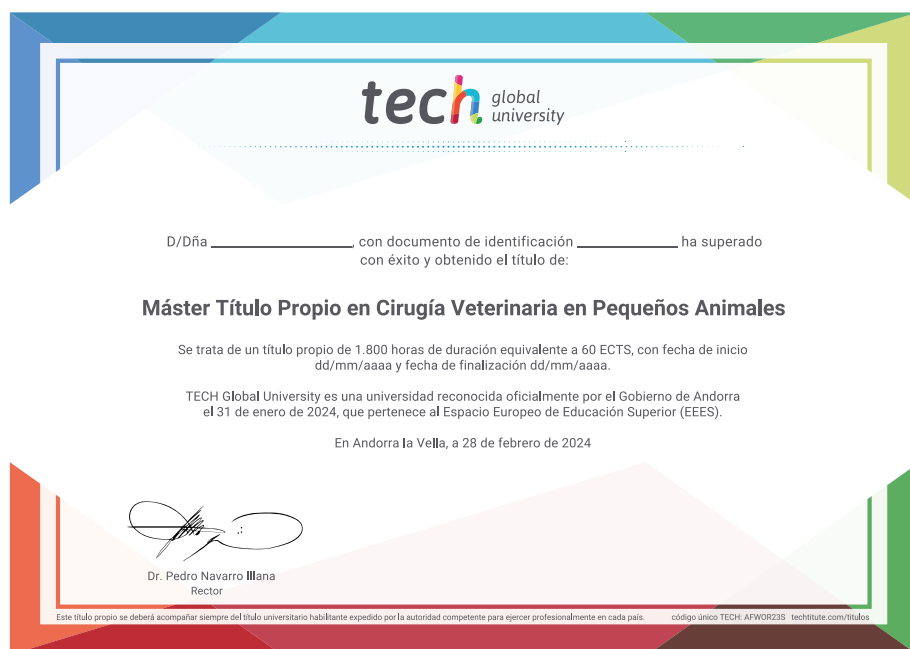 tech global university
D/Dña ____________________, con documento de identificación ______________ ha superado
con éxito y obtenido el título de:
Máster Título Propio en Cirugía Veterinaria en Pequeños Animales
Se trata de un título propio de 1.800 horas de duración equivalente a 60 ECTS, con fecha de inicio
dd/mm/aaaa y fecha de finalización dd/mm/aaaa.
TECH Global University es una universidad reconocida oficialmente por el Gobierno de Andorra
el 31 de enero de 2024, que pertenece al Espacio Europeo de Educación Superior (EEES).
En Andorra la Vella, a 28 de febrero de 2024
Dr. Pedro Navarro Illana
Rector
Este título propio se deberá acompañar siempre del título universitario habilitante expedido por la autoridad competente para ejercer profesionalmente en cada país. código único TECH: AFWOR23S techtitute.com/titulos